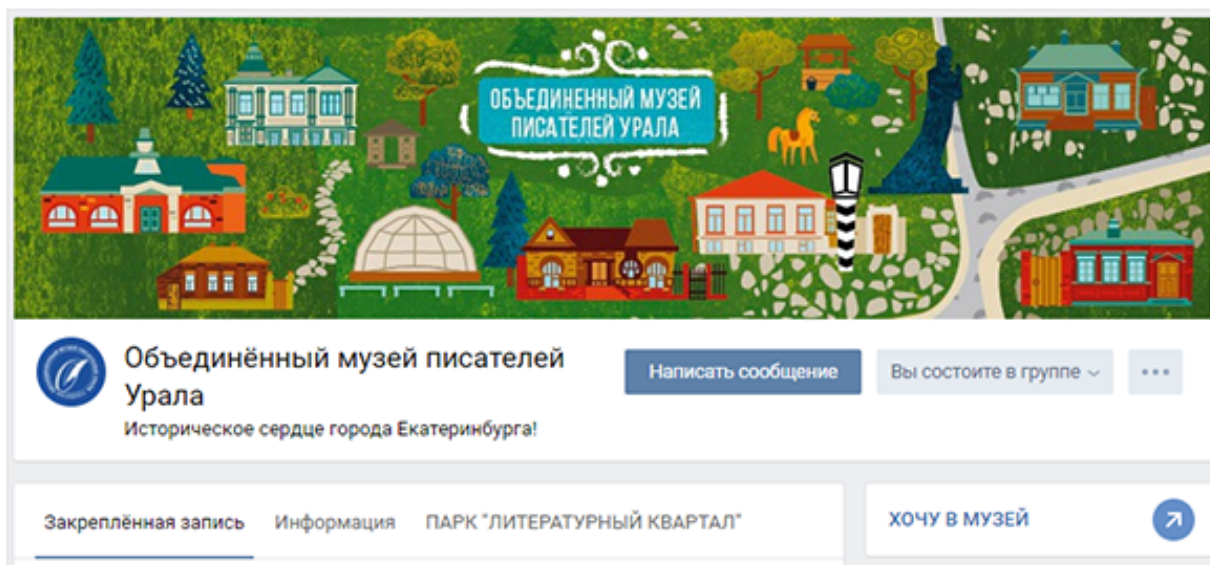 ОБЪЕДИНЕННЫЙ МУЗЕЙ
ПИСАТЕЛЕЙ УРАЛА
Объединённый музей писателей
Урала
Историческое сердце города Екатеринбурга!
Написать сообщение
Вы состоите в группе
Закреплённая запись
Информация
ПАРК "ЛИТЕРАТУРНЫЙ КВАРТАЛ"
ХОЧУ В МУЗЕЙ